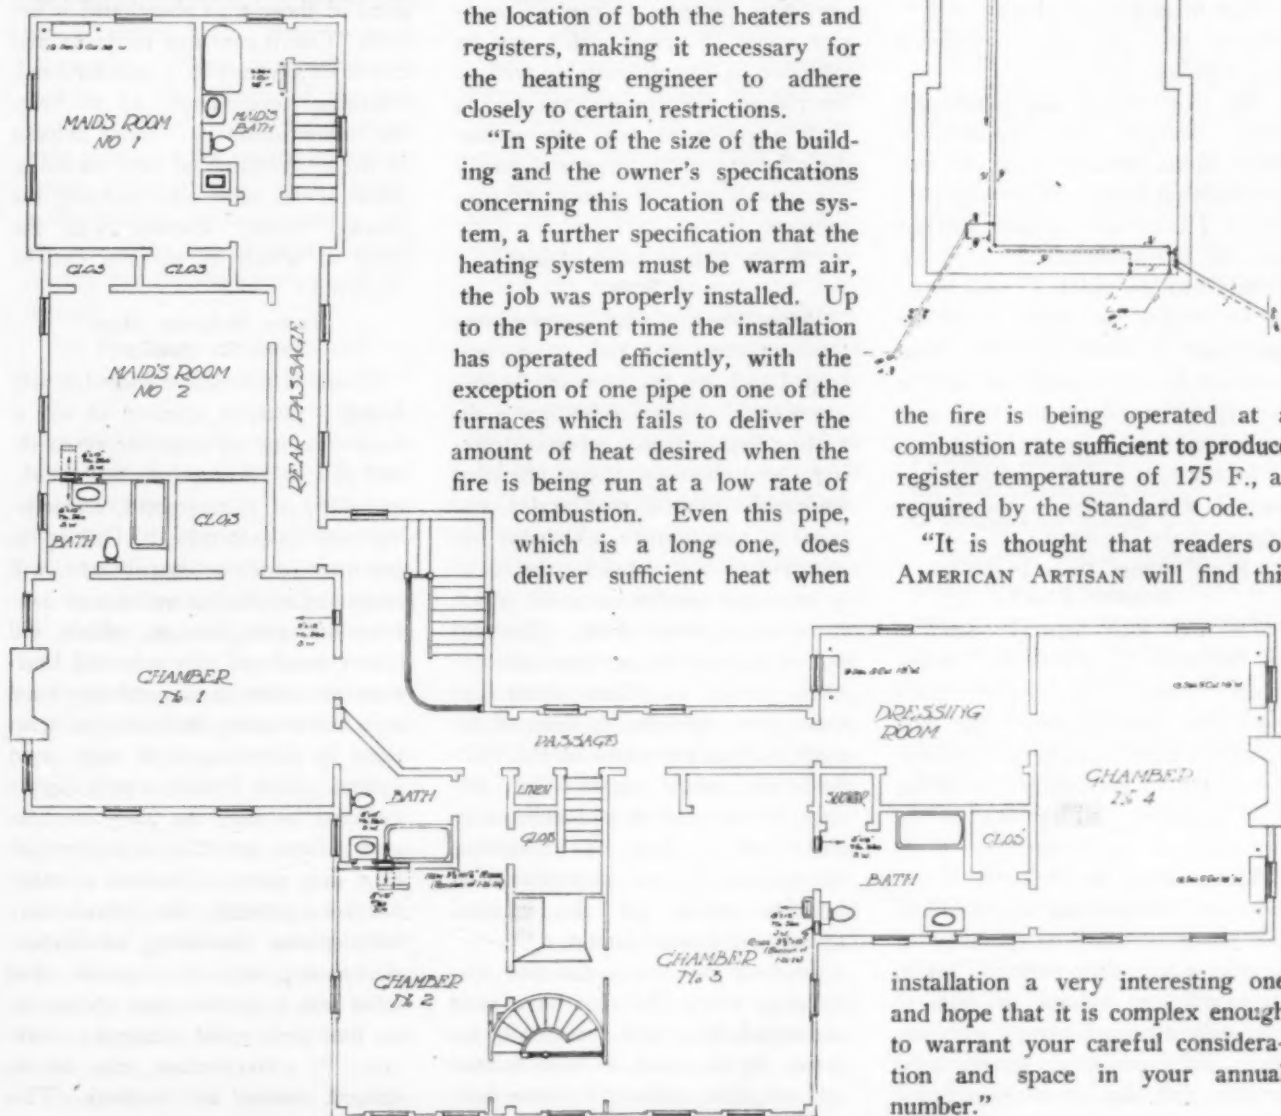 the location of both the heaters and
registers, making it necessary for
the heating engineer to adhere
closely to certain restrictions.
“In spite of the size of the build-
ing and the owner’s specifications
concerning this location of the sys-
tem, a further specification that the
heating system must be warm air,
the job was properly installed. Up
to the present time the installation
has operated efficiently, with the
exception of one pipe on one of the
furnaces which fails to deliver the
amount of heat desired when the
fire is being run at a low rate of
combustion. Even this pipe,
which is a long one, does
deliver sufficient heat when
the fire is being operated at a
combustion rate sufficient to produce
register temperature of 175 F., a
required by the Standard Code.
“It is thought that readers o
AMERICAN ARTISAN will find thi
installation a very interesting one
and hope that it is complex enough
to warrant your careful considera-
tion and space in your annual
number.”
MAID'S ROOM
NO 1
MAID'S
BATH
CLOS
CLOS
MAID'S ROOM
NO 2
REAR PASSAGE
CLOS
BATH
CHAMBER
No 1
PASSAGE
DRESSING
ROOM
CHAMBER
No 4
BATH
LINEN
CLOS
SHOWER
CLOS
BATH
CHAMBER
No 2
CHAMBER
No 3